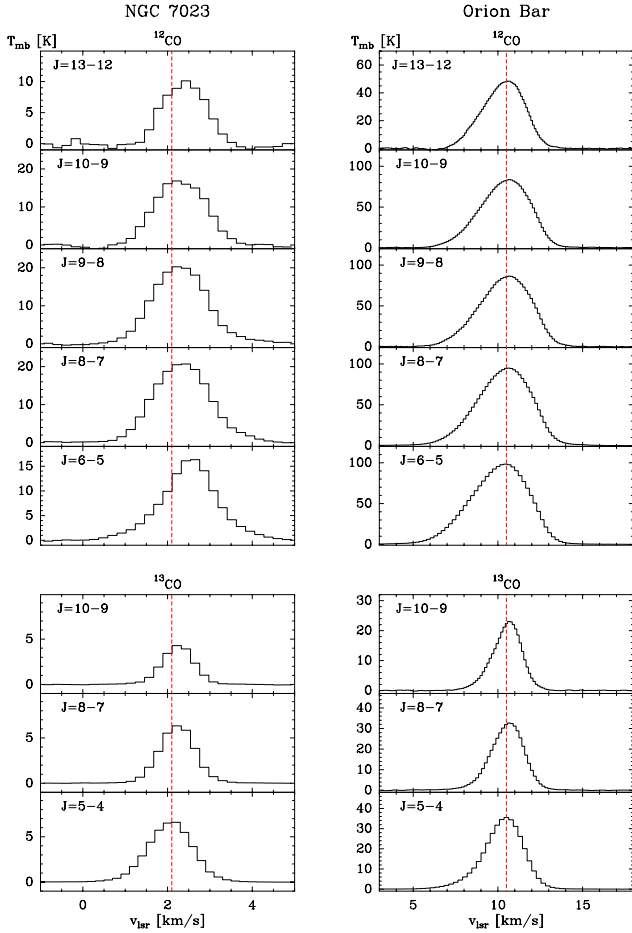 NGC 7023 Orion Bar
T_mb [K] ¹²CO T_mb [K] ¹²CO
J=13−12 J=13−12
10 60
5 40
0 20
0
J=10−9 J=10−9
20 100
10 50
0 0
J=9−8 J=9−8
20 100
10 50
0 0
J=8−7 J=8−7
20 100
10 50
0 0
J=6−5 J=6−5
15 100
10 50
5 0
0
¹³CO ¹³CO
J=10−9 J=10−9
5 30
0 20
10
0
J=8−7 J=8−7
5 40
0 30
20
10
0
J=5−4 J=5−4
5 40
0 30
20
10
0
0 2 4 5 10 15
v_lsr [km/s] v_lsr [km/s]